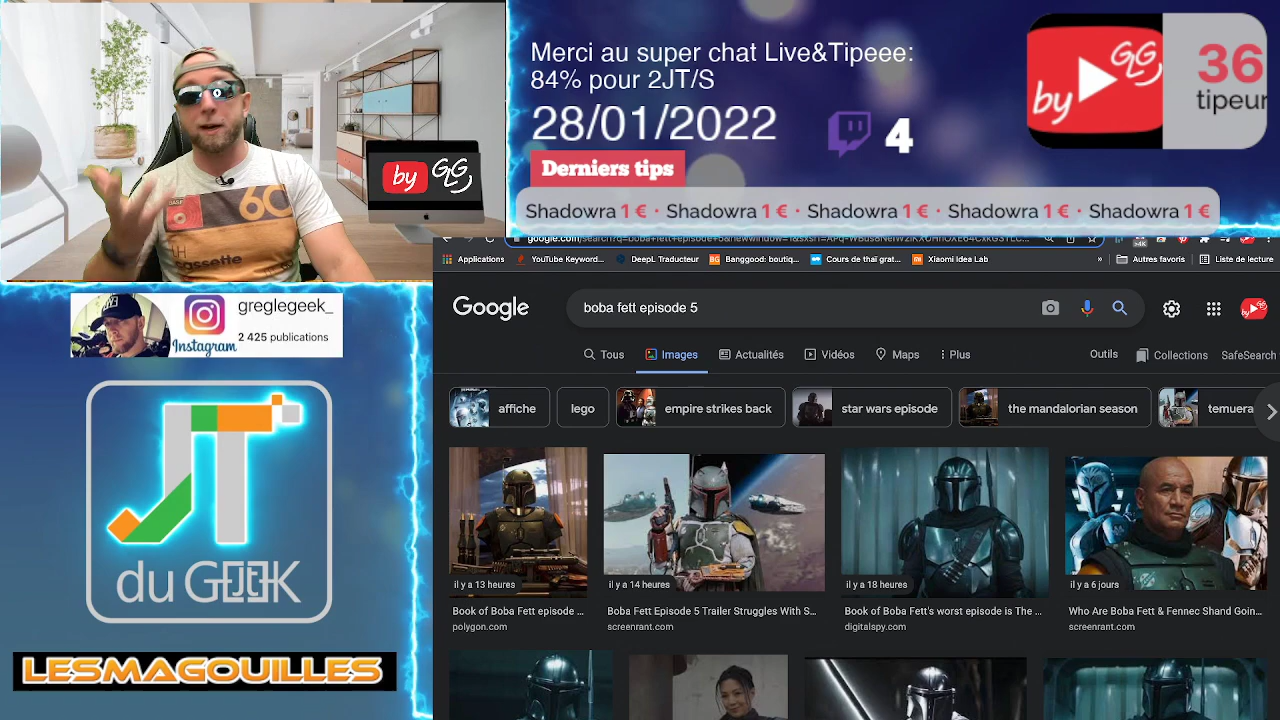 Merci au super chat Live&Tipeee:
84% pour 2JT/S
28/01/2022
4
Derniers tips
Shadowra 1 € · Shadowra 1 € · Shadowra 1 € · Shadowra 1 € · Shadowra 1 €
by GLG
36
tipeur
BASF
60
cassette
by GLG
greglegeek_
2 425 publications
Instagram
JT
du GEEK
LESMAGOUILLES
Applications
YouTube Keyword...
DeepL Traducteur
Banggood: boutiq...
Cours de thaï grat...
Xiaomi Idea Lab
»
Autres favoris
Liste de lecture
Google
boba fett episode 5
Tous
Images
Actualités
Vidéos
Maps
Plus
Outils
Collections
SafeSearch
affiche
lego
empire strikes back
star wars episode
the mandalorian season
temuera
il y a 13 heures
il y a 14 heures
il y a 18 heures
il y a 6 jours
Book of Boba Fett episode ...
Boba Fett Episode 5 Trailer Struggles With S...
Book of Boba Fett's worst episode is The ...
Who Are Boba Fett & Fennec Shand Goin...
polygon.com
screenrant.com
digitalspy.com
screenrant.com